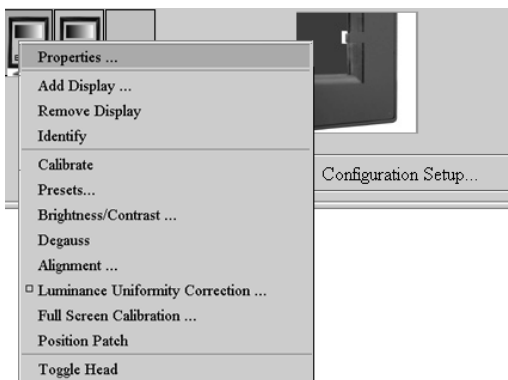 Properties ...
Add Display ...
Remove Display
Identify
Calibrate
Presets...
Configuration Setup...
Brightness/Contrast ...
Degauss
Alignment ...
Luminance Uniformity Correction ...
Full Screen Calibration ...
Position Patch
Toggle Head